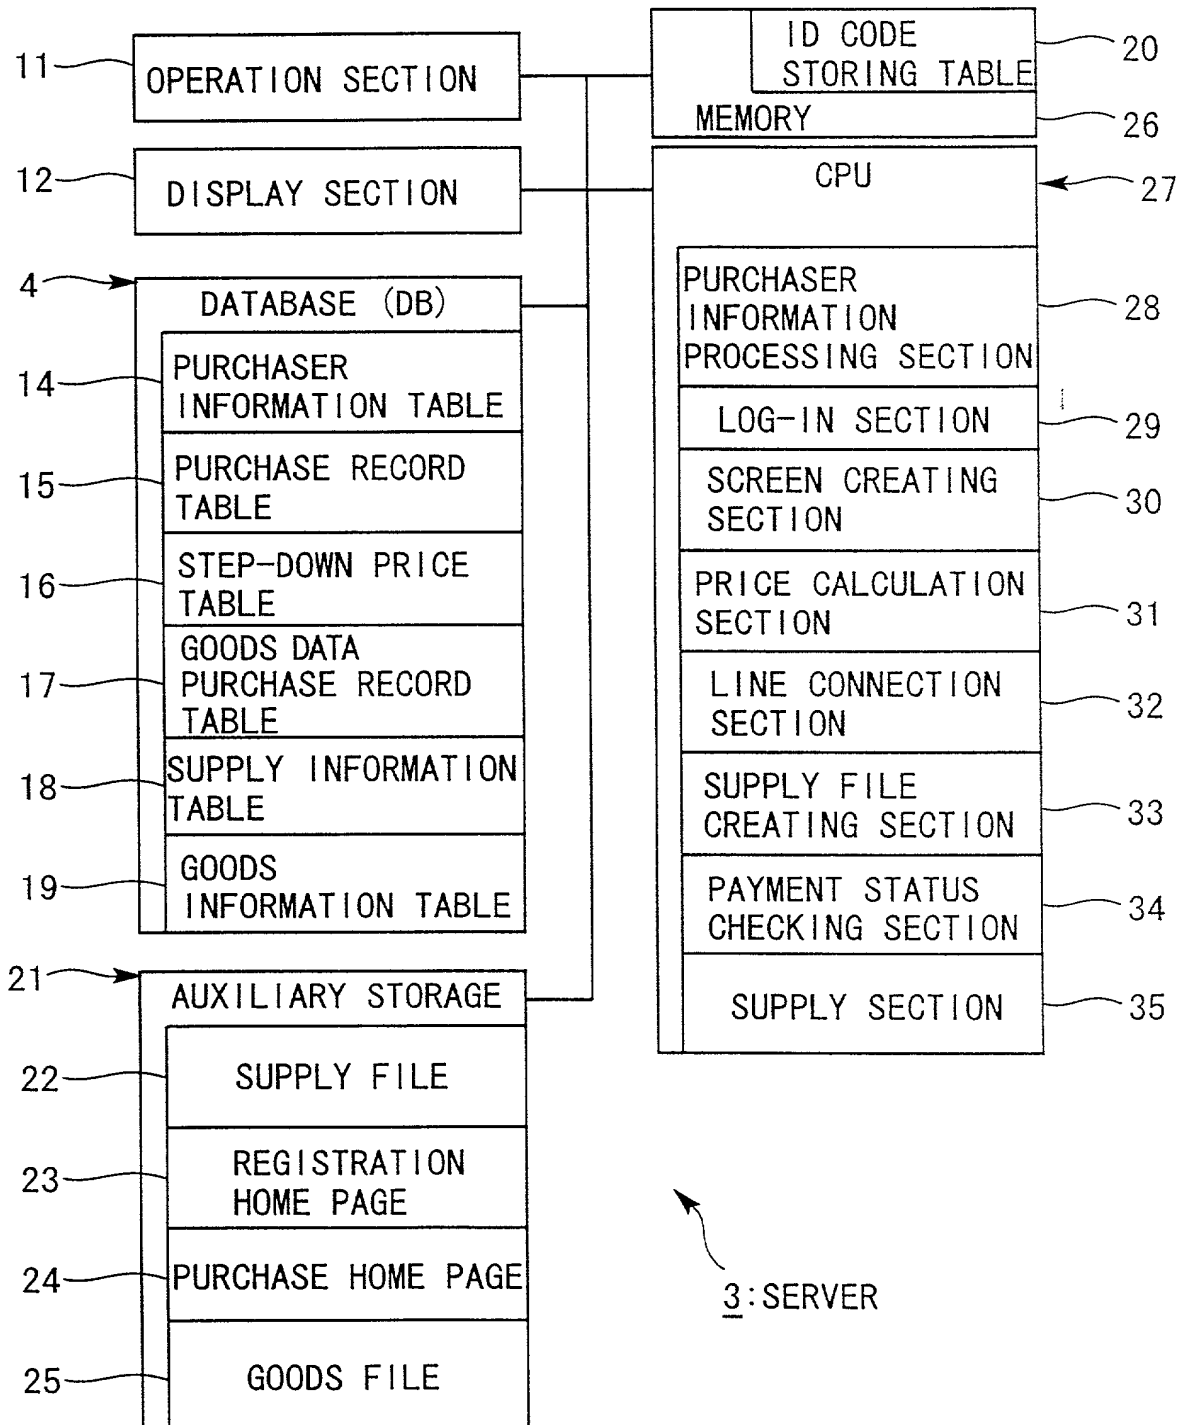 11
OPERATION SECTION
12
DISPLAY SECTION
4
DATABASE (DB)
14
PURCHASER
INFORMATION TABLE
15
PURCHASE RECORD
TABLE
16
STEP-DOWN PRICE
TABLE
17
GOODS DATA
PURCHASE RECORD
TABLE
18
SUPPLY INFORMATION
TABLE
19
GOODS
INFORMATION TABLE
21
AUXILIARY STORAGE
22
SUPPLY FILE
23
REGISTRATION
HOME PAGE
24
PURCHASE HOME PAGE
25
GOODS FILE
ID CODE
STORING TABLE
20
MEMORY
26
CPU
27
PURCHASER
INFORMATION
PROCESSING SECTION
28
LOG-IN SECTION
29
SCREEN CREATING
SECTION
30
PRICE CALCULATION
SECTION
31
LINE CONNECTION
SECTION
32
SUPPLY FILE
CREATING SECTION
33
PAYMENT STATUS
CHECKING SECTION
34
SUPPLY SECTION
35
3:SERVER